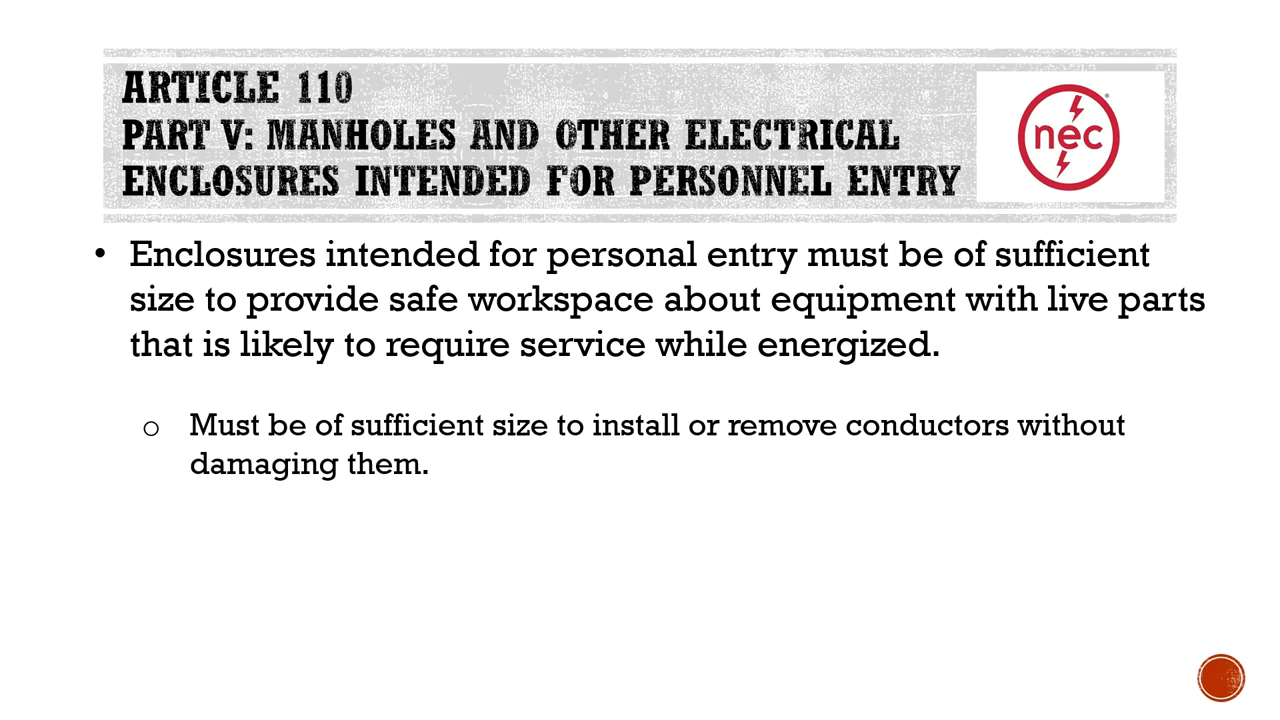 ARTICLE 110
PART V: MANHOLES AND OTHER ELECTRICAL
ENCLOSURES INTENDED FOR PERSONNEL ENTRY
nec®
• Enclosures intended for personal entry must be of sufficient
size to provide safe workspace about equipment with live parts
that is likely to require service while energized.
o Must be of sufficient size to install or remove conductors without
damaging them.